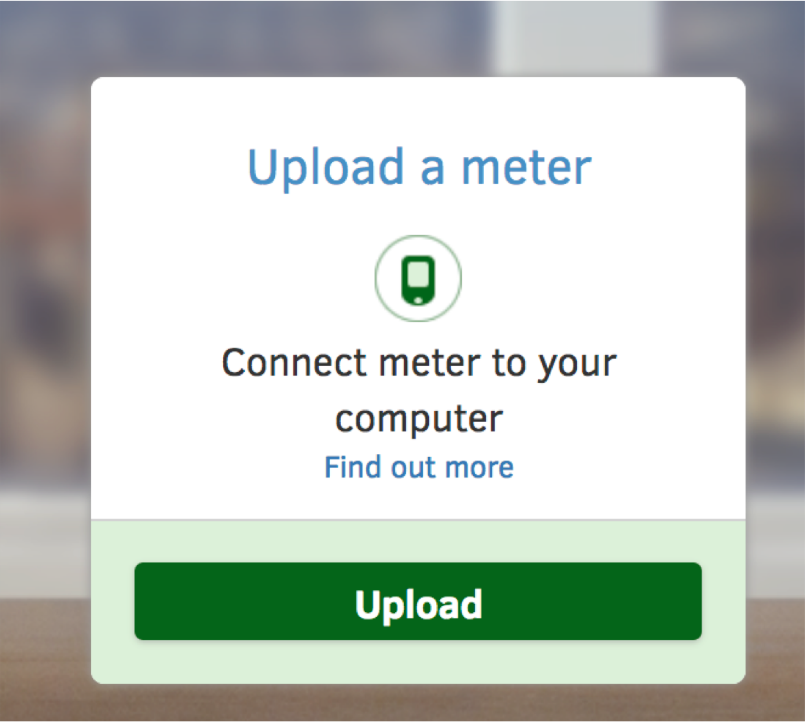 Upload a meter
Connect meter to your
computer
Find out more
Upload